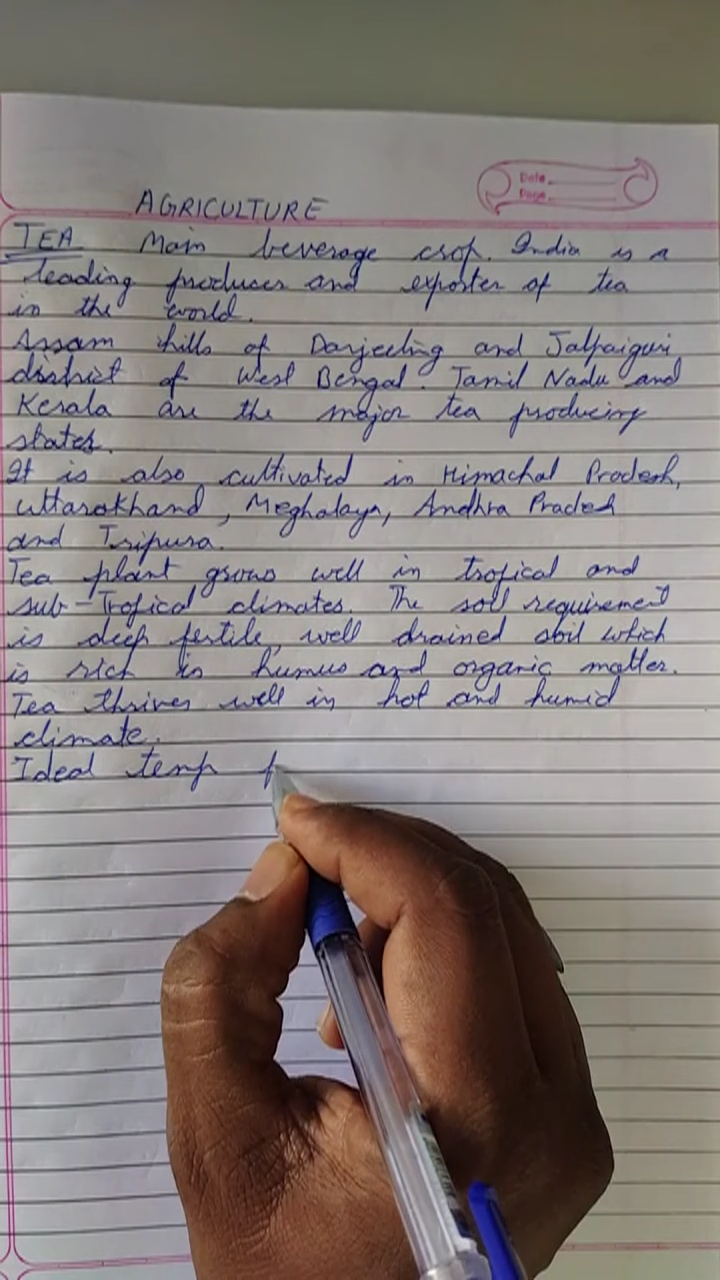 Date
Page
AGRICULTURE
TEA Main beverage crop. India is a
leading producer and exporter of tea
in the world.
Assam hills of Darjeeling and Jalpaiguri
district of West Bengal. Tamil Nadu and
Kerala are the major tea producing
states.
It is also cultivated in Himachal Pradesh,
Uttarakhand, Meghalaya, Andhra Pradesh
and Tripura.
Tea plant grows well in tropical and
sub-Tropical climates. The soil requirement
is deep fertile, well drained soil which
is rich in humus and organic matter.
Tea thrives well in hot and humid
climate.
Ideal temp f